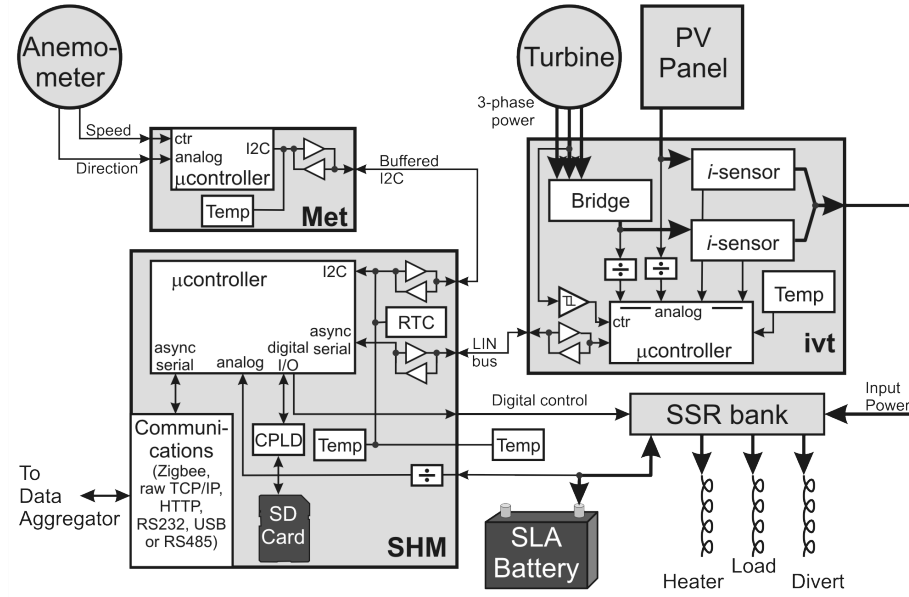 Anemo-
meter
Turbine
PV
Panel
3-phase
power
Speed
Direction
ctr
analog
I2C
μcontroller
Temp
Met
Buffered
I2C
i-sensor
Bridge
i-sensor
÷
÷
Temp
ctr
analog
μcontroller
ivt
μcontroller
I2C
RTC
async
serial
async
serial
analog
digital
I/O
LIN
bus
Communi-
cations
(Zigbee,
raw TCP/IP,
HTTP,
RS232, USB
or RS485)
CPLD
Temp
Temp
÷
SD
Card
SHM
To
Data
Aggregator
Digital control
SSR bank
Input
Power
SLA
Battery
Heater
Load
Divert